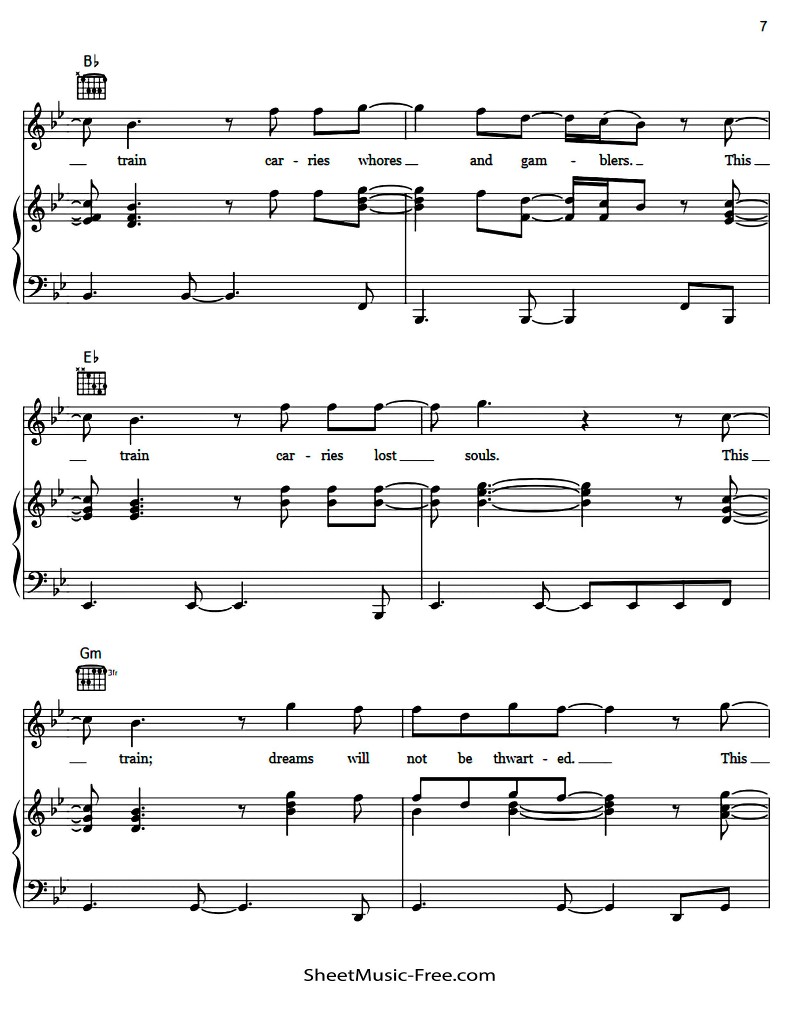 7
B♭
train car - ries whores and gam - blers. This
E♭
train car - ries lost souls. This
Gm
3fr
train; dreams will not be thwart - ed. This
SheetMusic-Free.com